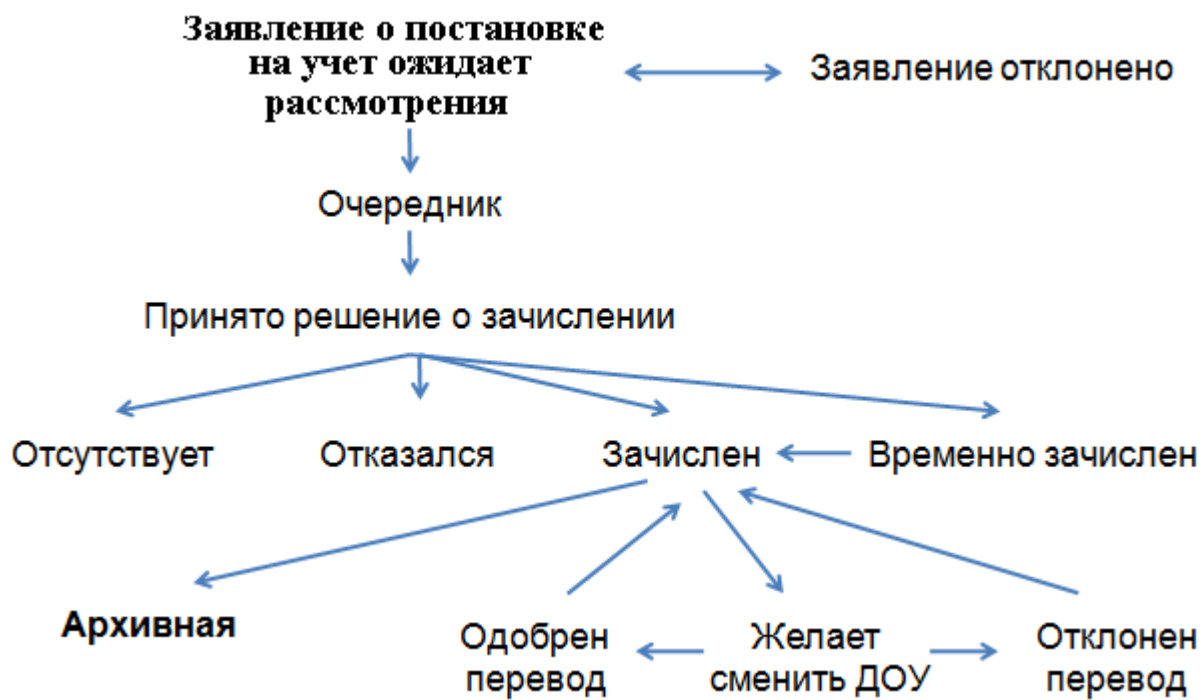 Заявление о постановке
на учет ожидает
рассмотрения
Заявление отклонено
Очередник
Принято решение о зачислении
Отсутствует
Отказался
Зачислен
Временно зачислен
Архивная
Одобрен
перевод
Желает
сменить ДОУ
Отклонен
перевод